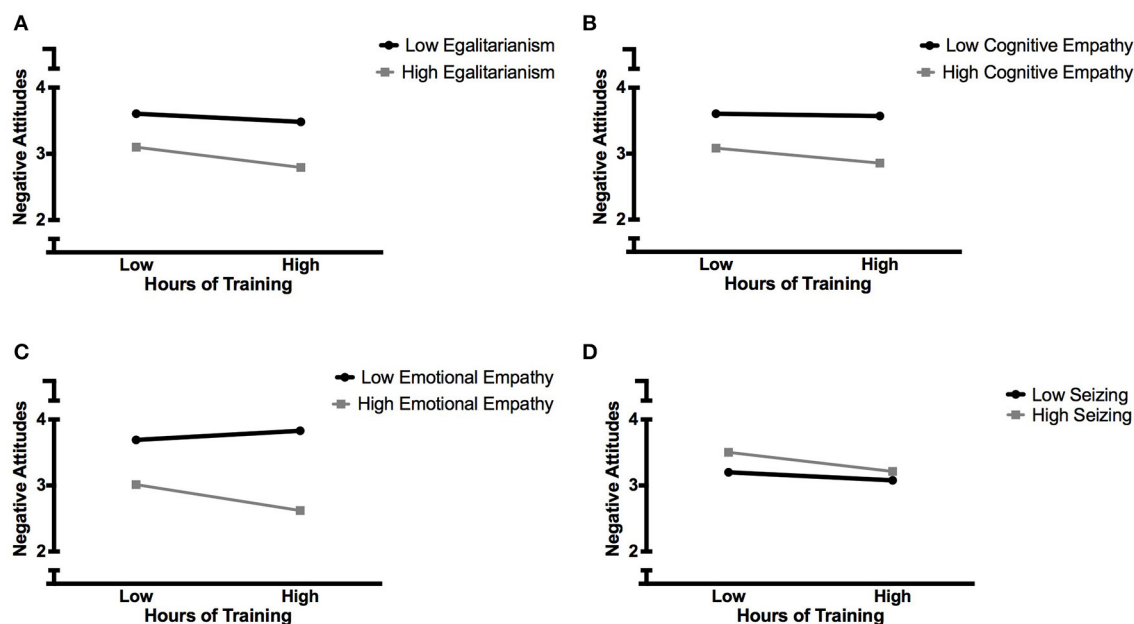 A
Low Egalitarianism
High Egalitarianism
Negative Attitudes
4
3
2
Low High
Hours of Training
B
Low Cognitive Empathy
High Cognitive Empathy
Negative Attitudes
4
3
2
Low High
Hours of Training
C
Low Emotional Empathy
High Emotional Empathy
Negative Attitudes
4
3
2
Low High
Hours of Training
D
Low Seizing
High Seizing
Negative Attitudes
4
3
2
Low High
Hours of Training